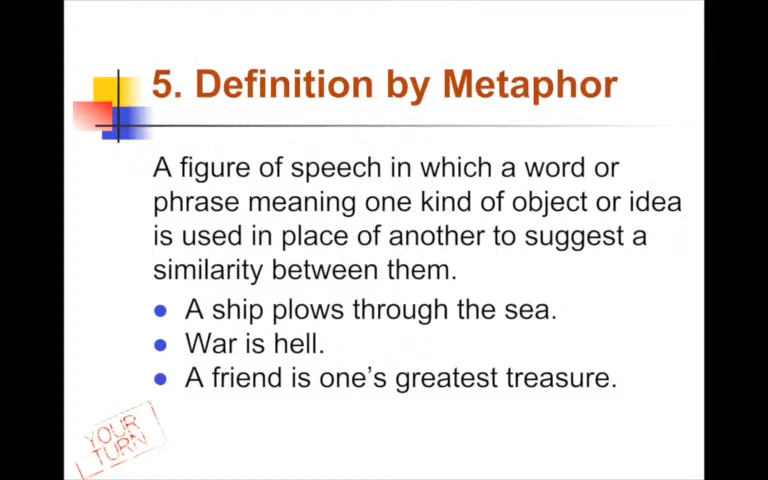 5. Definition by Metaphor
A figure of speech in which a word or
phrase meaning one kind of object or idea
is used in place of another to suggest a
similarity between them.
A ship plows through the sea.
War is hell.
A friend is one's greatest treasure.
YOUR
TURN